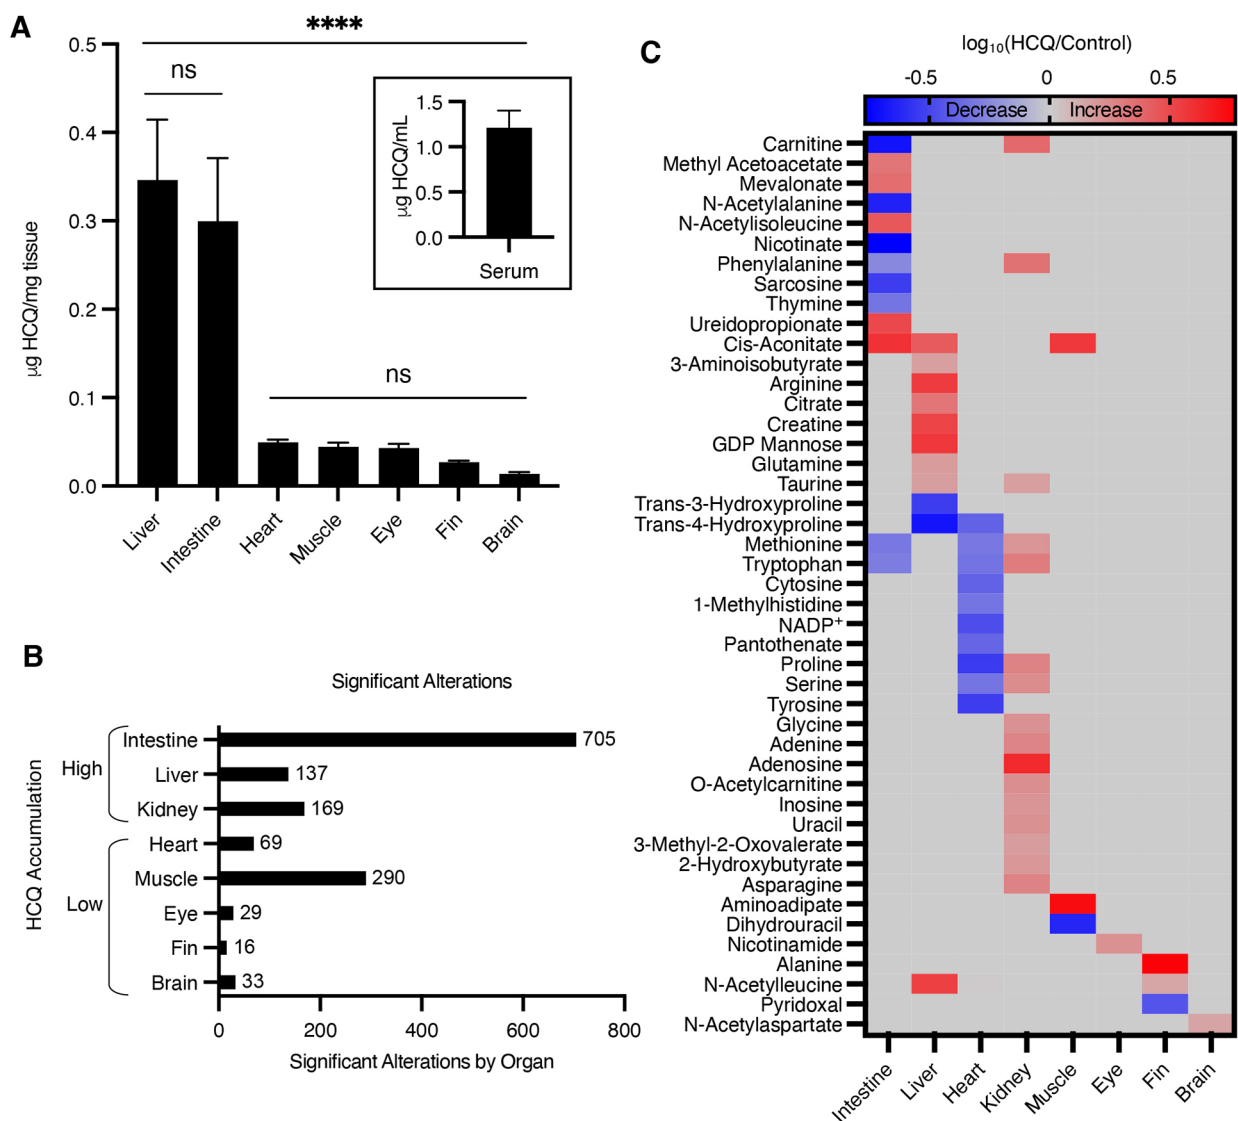 A
****
ns
0.5
0.4
0.3
0.2
0.1
0.0
µg HCQ/mg tissue
1.5
1.0
0.5
0.0
µg HCQ/mL
Serum
ns
Liver
Intestine
Heart
Muscle
Eye
Fin
Brain
B
Significant Alterations
HCQ Accumulation
High
Low
Intestine 705
Liver 137
Kidney 169
Heart 69
Muscle 290
Eye 29
Fin 16
Brain 33
0 200 400 600 800
Significant Alterations by Organ
C
log₁₀(HCQ/Control)
-0.5 0 0.5
Decrease Increase
Carnitine
Methyl Acetoacetate
Mevalonate
N-Acetylalanine
N-Acetylisoleucine
Nicotinate
Phenylalanine
Sarcosine
Thymine
Ureidopropionate
Cis-Aconitate
3-Aminoisobutyrate
Arginine
Citrate
Creatine
GDP Mannose
Glutamine
Taurine
Trans-3-Hydroxyproline
Trans-4-Hydroxyproline
Methionine
Tryptophan
Cytosine
1-Methylhistidine
NADP⁺
Pantothenate
Proline
Serine
Tyrosine
Glycine
Adenine
Adenosine
O-Acetylcarnitine
Inosine
Uracil
3-Methyl-2-Oxovalerate
2-Hydroxybutyrate
Asparagine
Aminoadipate
Dihydrouracil
Nicotinamide
Alanine
N-Acetylleucine
Pyridoxal
N-Acetylaspartate
Intestine
Liver
Heart
Kidney
Muscle
Eye
Fin
Brain